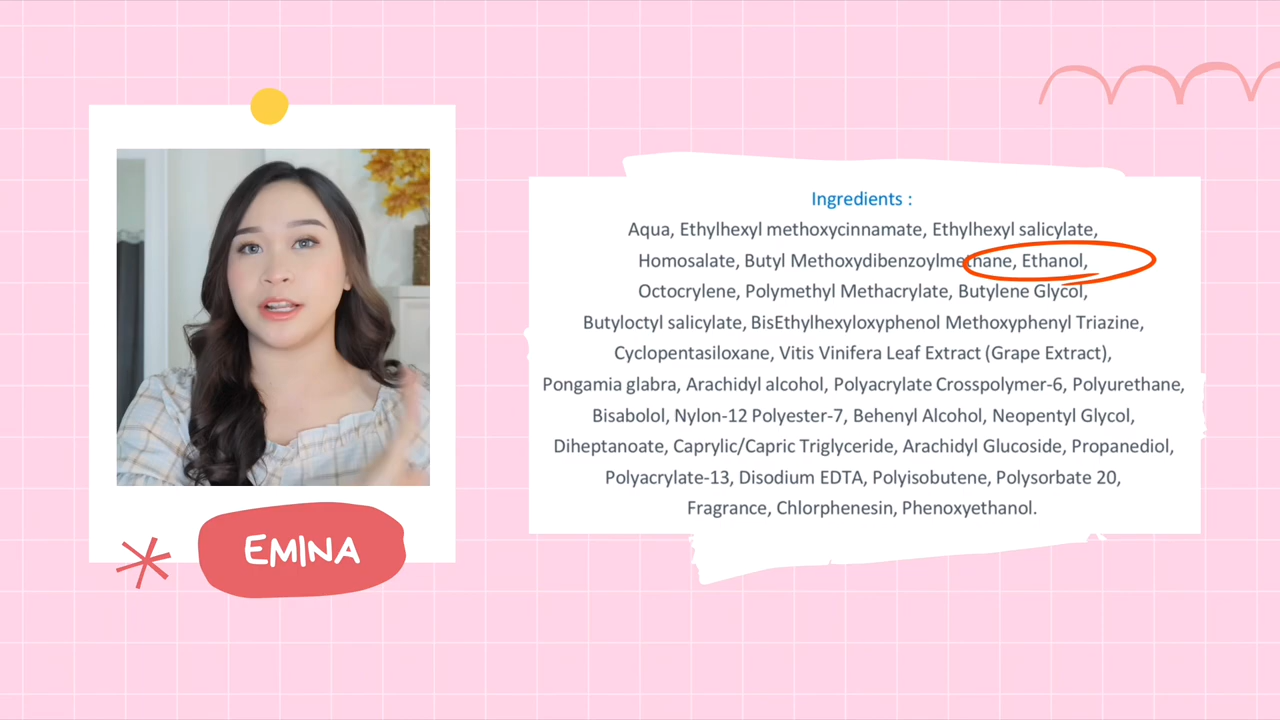 Ingredients :
Aqua, Ethylhexyl methoxycinnamate, Ethylhexyl salicylate,
Homosalate, Butyl Methoxydibenzoylmethane, Ethanol,
Octocrylene, Polymethyl Methacrylate, Butylene Glycol,
Butyloctyl salicylate, BisEthylhexyloxyphenol Methoxyphenyl Triazine,
Cyclopentasiloxane, Vitis Vinifera Leaf Extract (Grape Extract),
Pongamia glabra, Arachidyl alcohol, Polyacrylate Crosspolymer-6, Polyurethane,
Bisabolol, Nylon-12 Polyester-7, Behenyl Alcohol, Neopentyl Glycol,
Diheptanoate, Caprylic/Capric Triglyceride, Arachidyl Glucoside, Propanediol,
Polyacrylate-13, Disodium EDTA, Polyisobutene, Polysorbate 20,
Fragrance, Chlorphenesin, Phenoxyethanol.
EMINA